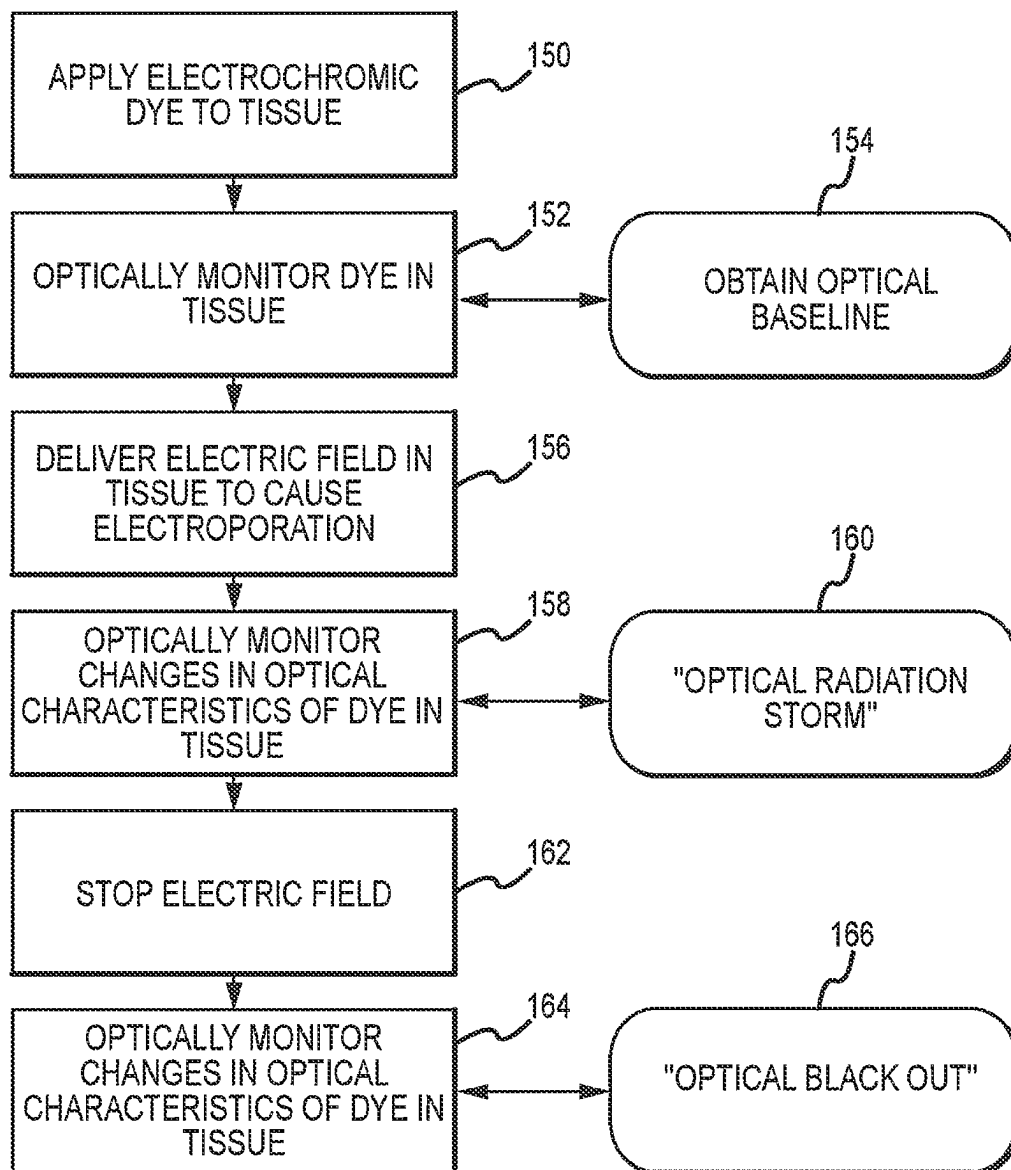 150
APPLY ELECTROCHROMIC
DYE TO TISSUE
154
152
OPTICALLY MONITOR DYE IN
TISSUE
OBTAIN OPTICAL
BASELINE
156
DELIVER ELECTRIC FIELD IN
TISSUE TO CAUSE
ELECTROPORATION
160
158
OPTICALLY MONITOR
CHANGES IN OPTICAL
CHARACTERISTICS OF DYE IN
TISSUE
"OPTICAL RADIATION
STORM"
162
STOP ELECTRIC FIELD
166
164
OPTICALLY MONITOR
CHANGES IN OPTICAL
CHARACTERISTICS OF DYE IN
TISSUE
"OPTICAL BLACK OUT"